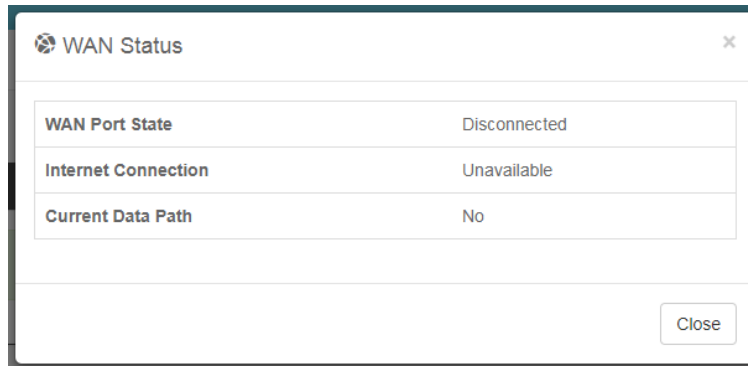 WAN Status ×
WAN Port State Disconnected
Internet Connection Unavailable
Current Data Path No
Close